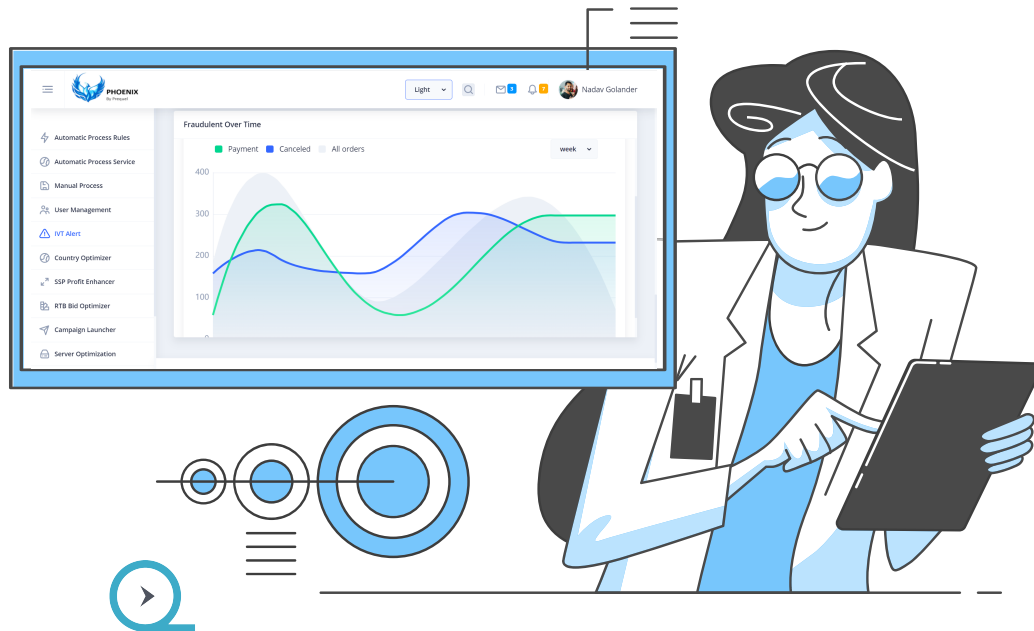 PHOENIX
By Froquel
Light
3
7
Nadav Golander
Automatic Process Rules
Automatic Process Service
Manual Process
User Management
IVT Alert
Country Optimizer
SSP Profit Enhancer
RTB Bid Optimizer
Campaign Launcher
Server Optimization
Fraudulent Over Time
Payment
Canceled
All orders
week
400
300
200
100